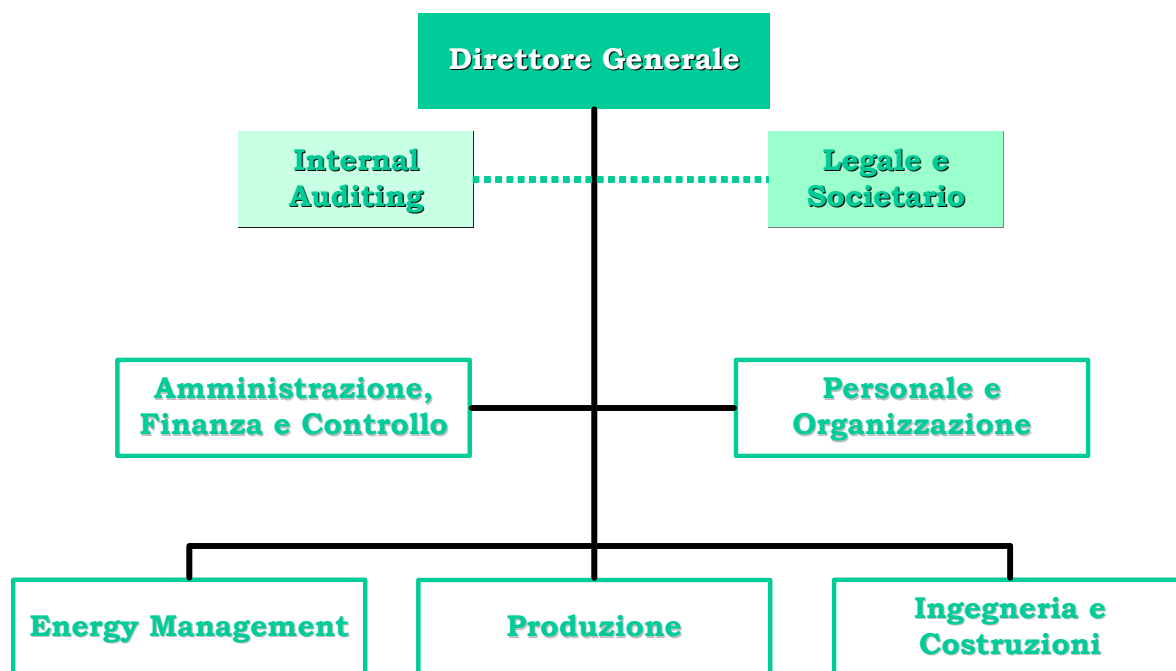 Direttore Generale
Internal
Auditing
Legale e
Societario
Amministrazione,
Finanza e Controllo
Personale e
Organizzazione
Energy Management
Produzione
Ingegneria e
Costruzioni